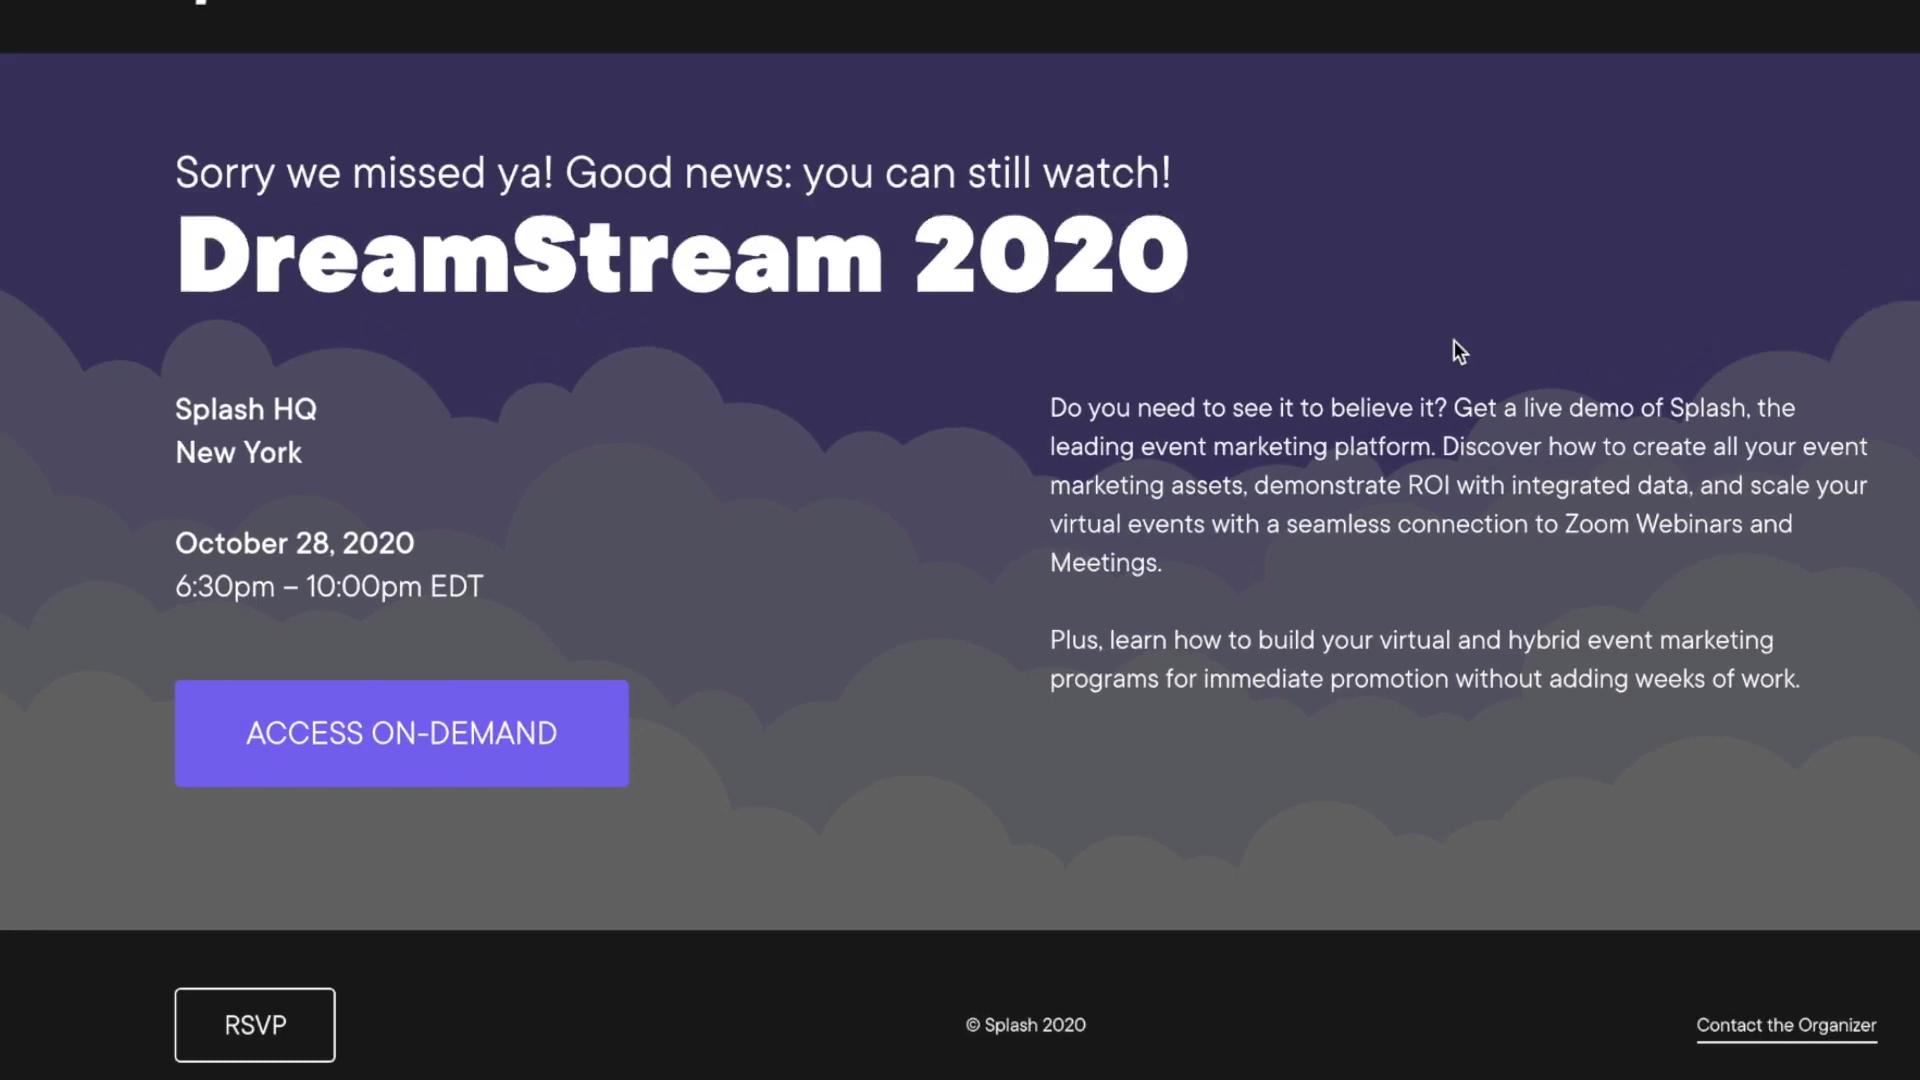 Sorry we missed ya! Good news: you can still watch!
DreamStream 2020
Splash HQ
New York
October 28, 2020
6:30pm – 10:00pm EDT
ACCESS ON-DEMAND
Do you need to see it to believe it? Get a live demo of Splash, the
leading event marketing platform. Discover how to create all your event
marketing assets, demonstrate ROI with integrated data, and scale your
virtual events with a seamless connection to Zoom Webinars and
Meetings.
Plus, learn how to build your virtual and hybrid event marketing
programs for immediate promotion without adding weeks of work.
RSVP
© Splash 2020
Contact the Organizer